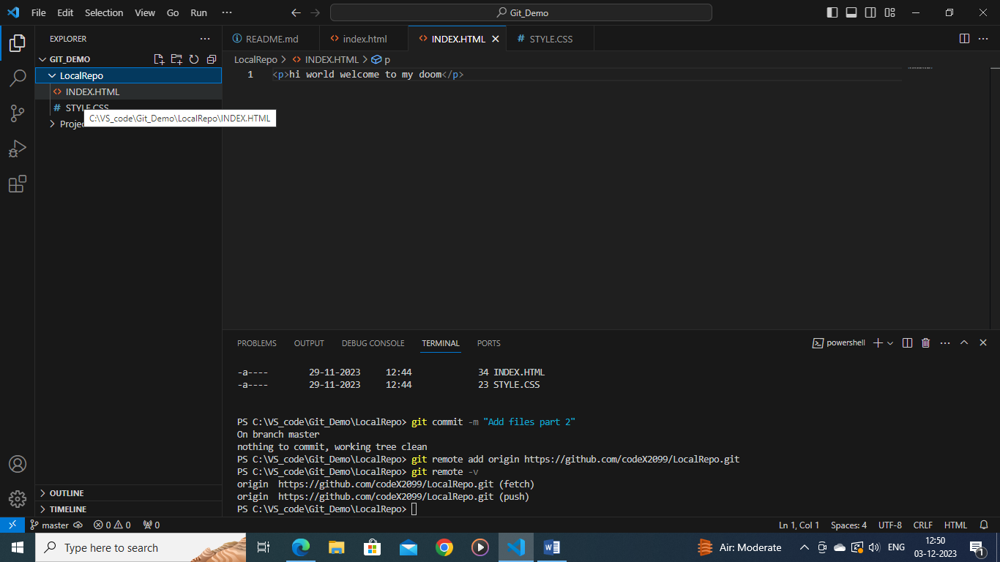 File Edit Selection View Go Run ···
Git_Demo
EXPLORER
GIT_DEMO
LocalRepo
INDEX.HTML
STYLE.CSS
C:\VS_code\Git_Demo\LocalRepo\INDEX.HTML
README.md index.html INDEX.HTML STYLE.CSS
LocalRepo > INDEX.HTML > p
1 <p>hi world welcome to my doom</p>
PROBLEMS OUTPUT DEBUG CONSOLE TERMINAL PORTS
powershell
-a---- 29-11-2023 12:44 34 INDEX.HTML
-a---- 29-11-2023 12:44 23 STYLE.CSS
PS C:\VS_code\Git_Demo\LocalRepo> git commit -m "Add files part 2"
On branch master
nothing to commit, working tree clean
PS C:\VS_code\Git_Demo\LocalRepo> git remote add origin https://github.com/codeX2099/LocalRepo.git
PS C:\VS_code\Git_Demo\LocalRepo> git remote -v
origin https://github.com/codeX2099/LocalRepo.git (fetch)
origin https://github.com/codeX2099/LocalRepo.git (push)
PS C:\VS_code\Git_Demo\LocalRepo>
OUTLINE
TIMELINE
master 0 0 0
Ln 1, Col 1 Spaces: 4 UTF-8 CRLF HTML
Type here to search
Air: Moderate
ENG
12:50
03-12-2023
1